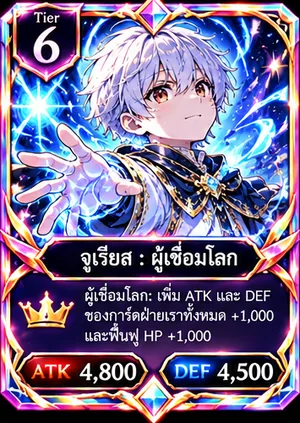 Tier
6
จูเรียส : ผู้เชื่อมโลก
ผู้เชื่อมโลก: เพิ่ม ATK และ DEF
ของการ์ดฝ่ายเราทั้งหมด +1,000
และฟื้นฟู HP +1,000
ATK 4,800 DEF 4,500